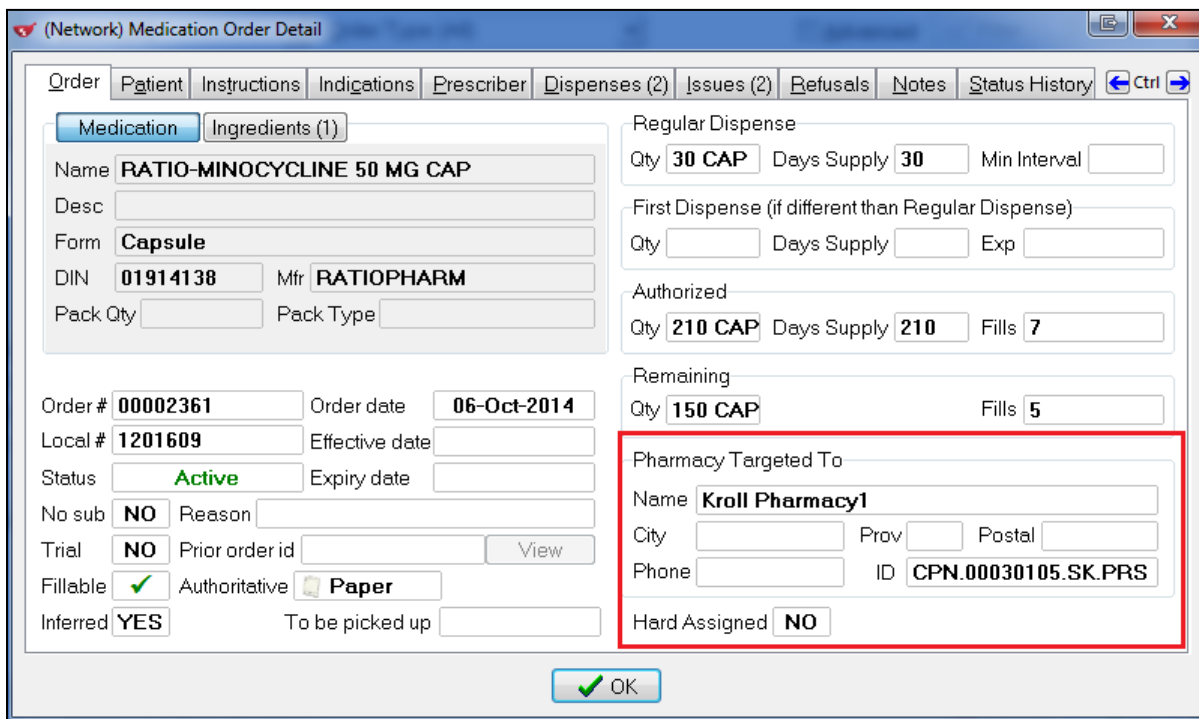 (Network) Medication Order Detail
Order Patient Instructions Indications Prescriber Dispenses (2) Issues (2) Refusals Notes Status History Ctrl
Medication Ingredients (1)
Name RATIO-MINOCYCLINE 50 MG CAP
Desc
Form Capsule
DIN 01914138 Mfr RATIOPHARM
Pack Qty Pack Type
Order # 00002361 Order date 06-Oct-2014
Local # 1201609 Effective date
Status Active Expiry date
No sub NO Reason
Trial NO Prior order id View
Fillable Authoritative Paper
Inferred YES To be picked up
Regular Dispense
Qty 30 CAP Days Supply 30 Min Interval
First Dispense (if different than Regular Dispense)
Qty Days Supply Exp
Authorized
Qty 210 CAP Days Supply 210 Fills 7
Remaining
Qty 150 CAP Fills 5
Pharmacy Targeted To
Name Kroll Pharmacy1
City Prov Postal
Phone ID CPN.00030105.SK.PRS
Hard Assigned NO
OK